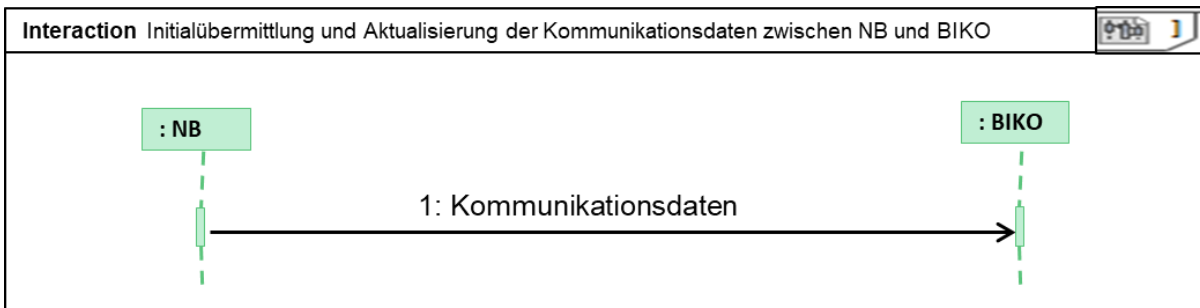 Interaction Initialübermittlung und Aktualisierung der Kommunikationsdaten zwischen NB und BIKO
: NB
: BIKO
1: Kommunikationsdaten